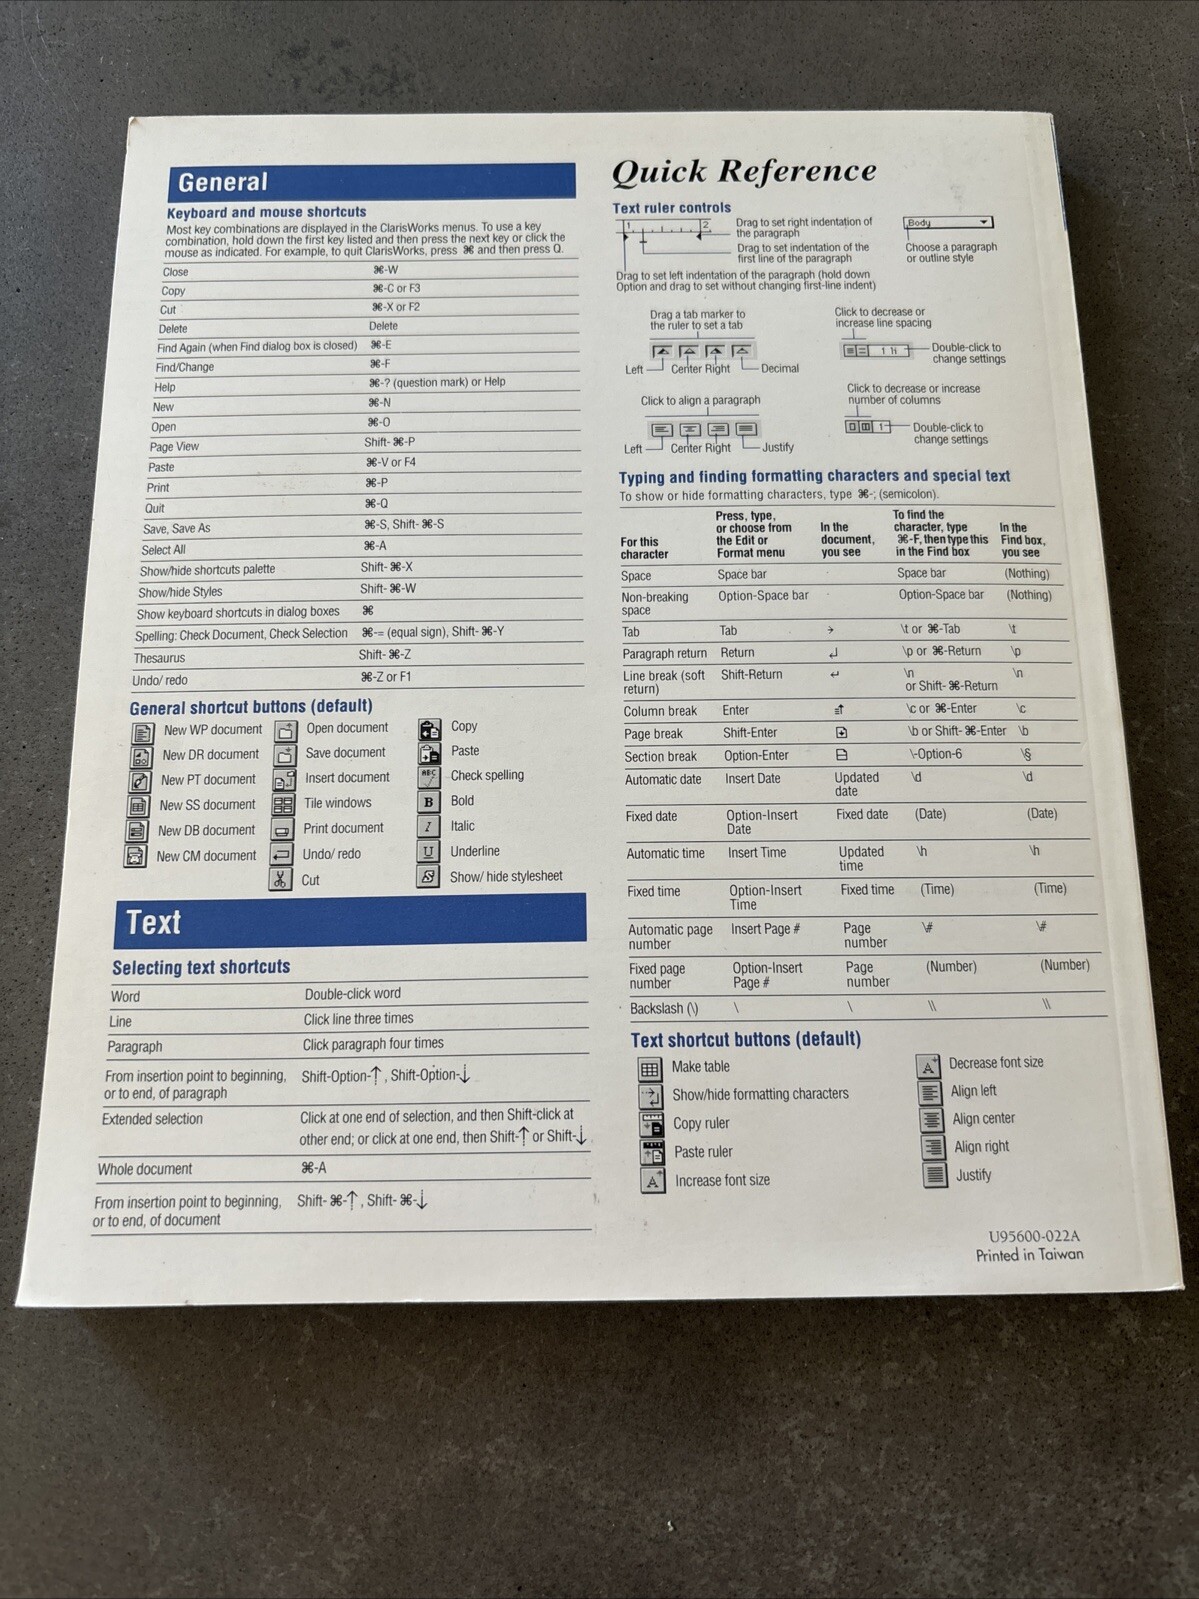 General
Keyboard and mouse shortcuts
Most key combinations are displayed in the ClarisWorks menus. To use a key
combination, hold down the first key listed and then press the next key or click the
mouse as indicated. For example, to quit ClarisWorks, press ⌘ and then press Q.
Close ⌘-W
Copy ⌘-C or F3
Cut ⌘-X or F2
Delete Delete
Find Again (when Find dialog box is closed) ⌘-E
Find/Change ⌘-F
Help ⌘-? (question mark) or Help
New ⌘-N
Open ⌘-O
Page View Shift-⌘-P
Paste ⌘-V or F4
Print ⌘-P
Quit ⌘-Q
Save, Save As ⌘-S, Shift-⌘-S
Select All ⌘-A
Show/hide shortcuts palette Shift-⌘-X
Show/hide Styles Shift-⌘-W
Show keyboard shortcuts in dialog boxes ⌘
Spelling: Check Document, Check Selection ⌘-= (equal sign), Shift-⌘-Y
Thesaurus Shift-⌘-Z
Undo/ redo ⌘-Z or F1
General shortcut buttons (default)
New WP document Open document Copy
New DR document Save document Paste
New PT document Insert document ABC Check spelling
New SS document Tile windows B Bold
New DB document Print document I Italic
New CM document Undo/ redo U Underline
Cut S Show/ hide stylesheet
Text
Selecting text shortcuts
Word Double-click word
Line Click line three times
Paragraph Click paragraph four times
From insertion point to beginning, Shift-Option-↑, Shift-Option-↓
or to end, of paragraph
Extended selection Click at one end of selection, and then Shift-click at
other end; or click at one end, then Shift-↑ or Shift-↓
Whole document ⌘-A
From insertion point to beginning, Shift-⌘-↑, Shift-⌘-↓
or to end, of document
Quick Reference
Text ruler controls
1 2
Drag to set right indentation of
the paragraph
Drag to set indentation of the
first line of the paragraph
Body
Choose a paragraph
or outline style
Drag to set left indentation of the paragraph (hold down
Option and drag to set without changing first-line indent)
Drag a tab marker to
the ruler to set a tab
Left Center Right Decimal
Click to decrease or
increase line spacing
1 li
Double-click to
change settings
Click to align a paragraph
Left Center Right Justify
Click to decrease or increase
number of columns
1
Double-click to
change settings
Typing and finding formatting characters and special text
To show or hide formatting characters, type ⌘-; (semicolon).
For this
character
Press, type,
or choose from
the Edit or
Format menu
In the
document,
you see
To find the
character, type
⌘-F, then type this
in the Find box
In the
Find box,
you see
Space Space bar Space bar (Nothing)
Non-breaking Option-Space bar Option-Space bar (Nothing)
space
Tab Tab → \t or ⌘-Tab \t
Paragraph return Return ↲ \p or ⌘-Return \p
Line break (soft Shift-Return ↵ \n \n
return) or Shift-⌘-Return
Column break Enter \c or ⌘-Enter \c
Page break Shift-Enter \b or Shift-⌘-Enter \b
Section break Option-Enter \-Option-6 \§
Automatic date Insert Date Updated \d \d
date
Fixed date Option-Insert Fixed date (Date) (Date)
Date
Automatic time Insert Time Updated \h \h
time
Fixed time Option-Insert Fixed time (Time) (Time)
Time
Automatic page Insert Page # Page \# \#
number number
Fixed page Option-Insert Page (Number) (Number)
number Page # number
Backslash (\) \ \ \\ \\
Text shortcut buttons (default)
Make table A Decrease font size
Show/hide formatting characters Align left
Copy ruler Align center
Paste ruler Align right
A Increase font size Justify
U95600-022A
Printed in Taiwan